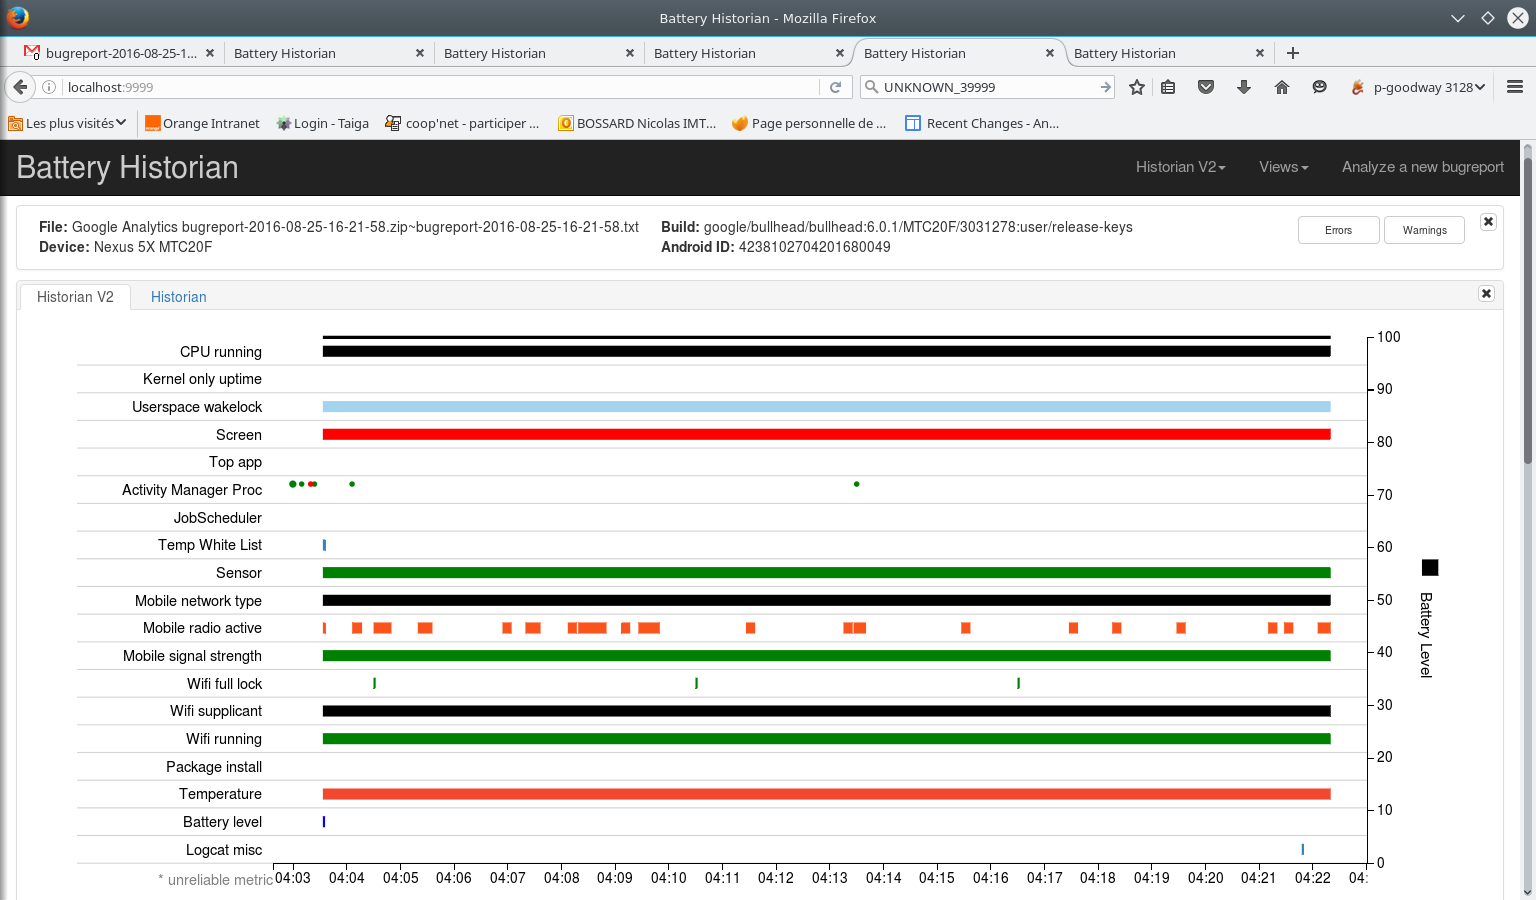 Battery Historian - Mozilla Firefox
bugreport-2016-08-25-1... Battery Historian Battery Historian Battery Historian Battery Historian Battery Historian
localhost:9999 UNKNOWN_39999 p-goodway 3128
Les plus visités Orange Intranet Login - Taiga coop'net - participer ... BOSSARD Nicolas IMT... Page personnelle de ... Recent Changes - An...
Battery Historian Historian V2 Views Analyze a new bugreport
File: Google Analytics bugreport-2016-08-25-16-21-58.zip~bugreport-2016-08-25-16-21-58.txt Build: google/bullhead/bullhead:6.0.1/MTC20F/3031278:user/release-keys Errors Warnings
Device: Nexus 5X MTC20F Android ID: 4238102704201680049
Historian V2 Historian
100
CPU running
Kernel only uptime
90
Userspace wakelock
Screen
80
Top app
Activity Manager Proc
70
JobScheduler
Temp White List
60
Sensor
Mobile network type
50
Mobile radio active
Mobile signal strength
40
Wifi full lock
Wifi supplicant
30
Wifi running
20
Package install
Temperature
10
Battery level
Logcat misc
0
Battery Level
* unreliable metric 04:03 04:04 04:05 04:06 04:07 04:08 04:09 04:10 04:11 04:12 04:13 04:14 04:15 04:16 04:17 04:18 04:19 04:20 04:21 04:22 04: